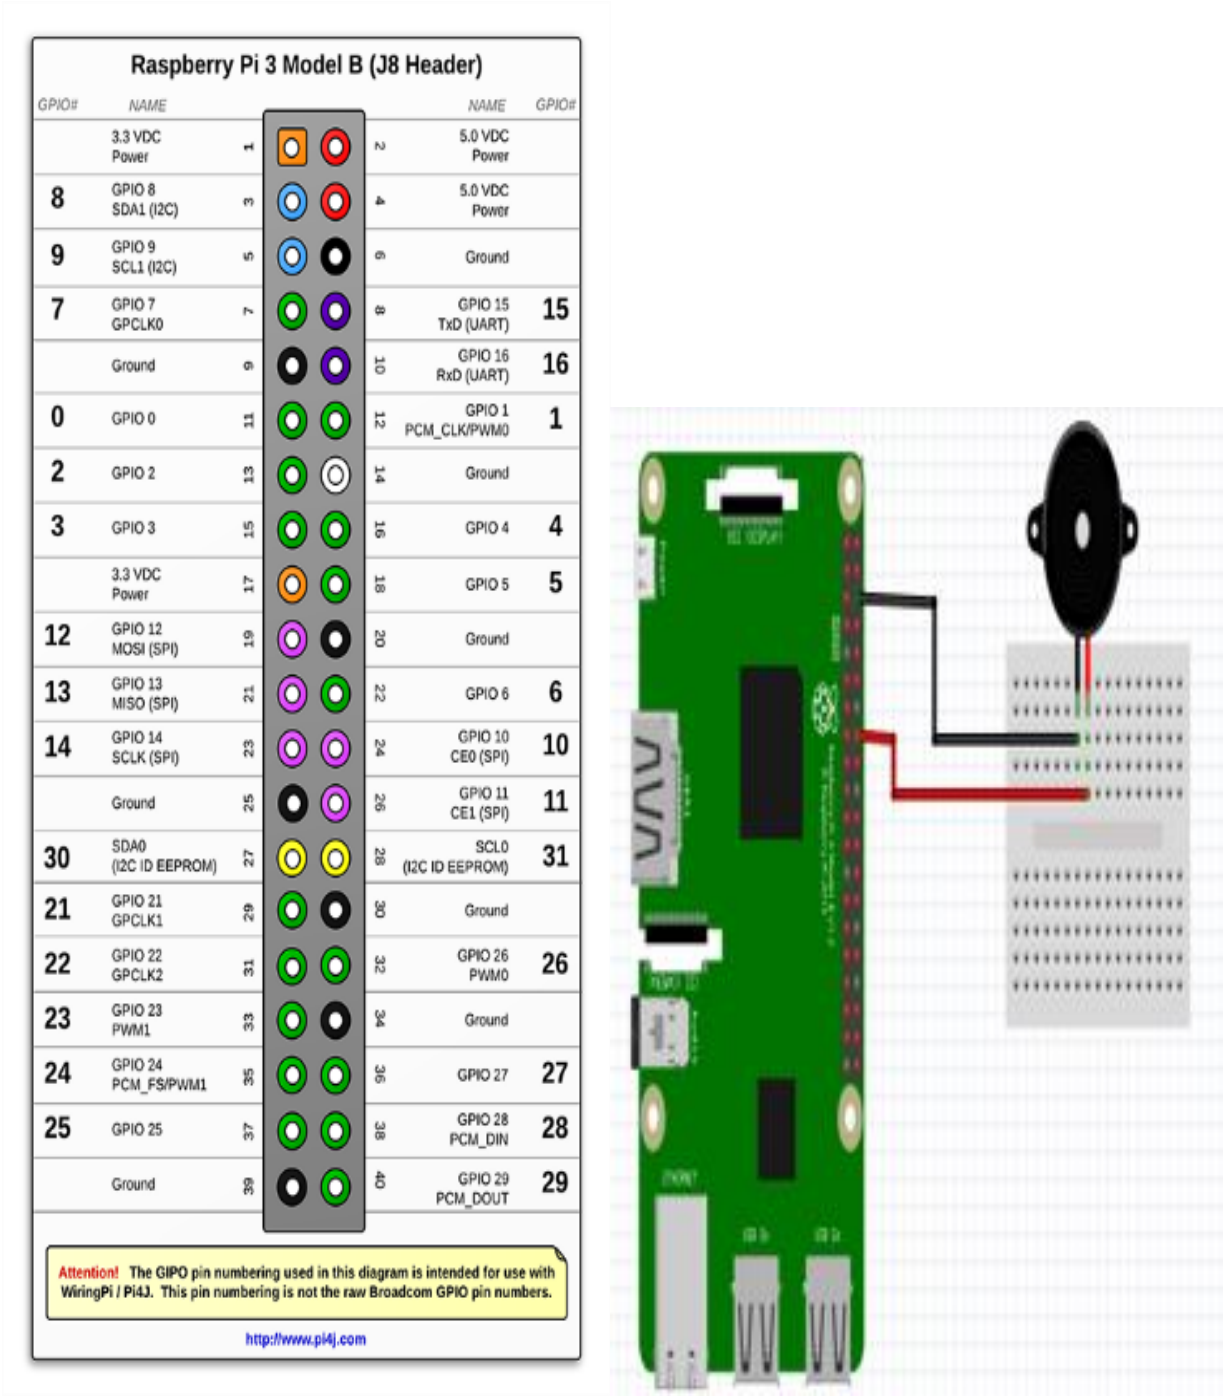 Raspberry Pi 3 Model B (J8 Header)
GPIO# NAME NAME GPIO#
3.3 VDC
Power
1
2
5.0 VDC
Power
8
GPIO 8
SDA1 (I2C)
3
4
5.0 VDC
Power
9
GPIO 9
SCL1 (I2C)
5
6
Ground
7
GPIO 7
GPCLK0
7
8
GPIO 15
TxD (UART)
15
Ground
9
10
GPIO 16
RxD (UART)
16
0
GPIO 0
11
12
GPIO 1
PCM_CLK/PWM0
1
2
GPIO 2
13
14
Ground
3
GPIO 3
15
16
GPIO 4
4
3.3 VDC
Power
17
18
GPIO 5
5
12
GPIO 12
MOSI (SPI)
19
20
Ground
13
GPIO 13
MISO (SPI)
21
22
GPIO 6
6
14
GPIO 14
SCLK (SPI)
23
24
GPIO 10
CE0 (SPI)
10
Ground
25
26
GPIO 11
CE1 (SPI)
11
30
SDA0
(I2C ID EEPROM)
27
28
SCL0
(I2C ID EEPROM)
31
21
GPIO 21
GPCLK1
29
30
Ground
22
GPIO 22
GPCLK2
31
32
GPIO 26
PWM0
26
23
GPIO 23
PWM1
33
34
Ground
24
GPIO 24
PCM_FS/PWM1
35
36
GPIO 27
27
25
GPIO 25
37
38
GPIO 28
PCM_DIN
28
Ground
39
40
GPIO 29
PCM_DOUT
29
Attention! The GIPO pin numbering used in this diagram is intended for use with
WiringPi / Pi4J. This pin numbering is not the raw Broadcom GPIO pin numbers.
http://www.pi4j.com
ETHERNET
USB 2x
USB 2x